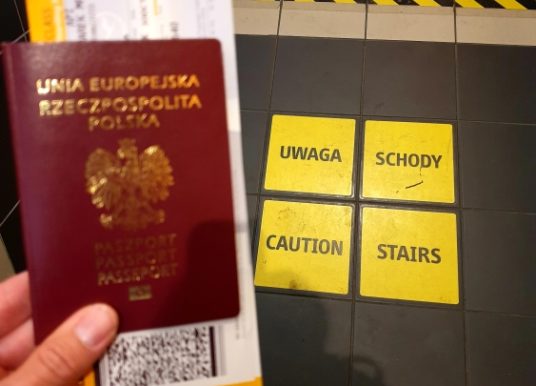 UNIA EUROPEJSKA
RZECZPOSPOLITA
POLSKA
PASZPORT
PASSPORT
PASSEPORT
UWAGA
SCHODY
CAUTION
STAIRS